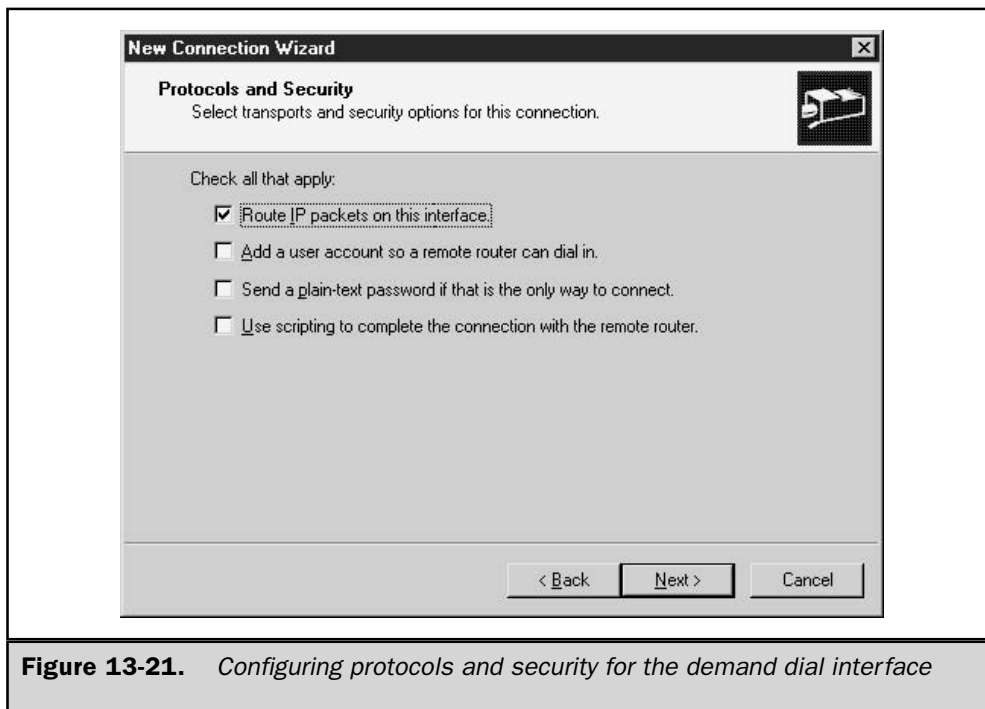 New Connection Wizard
Protocols and Security
Select transports and security options for this connection.
Check all that apply:
Route IP packets on this interface.
Add a user account so a remote router can dial in.
Send a plain-text password if that is the only way to connect.
Use scripting to complete the connection with the remote router.
< Back Next > Cancel
Figure 13-21. Configuring protocols and security for the demand dial interface